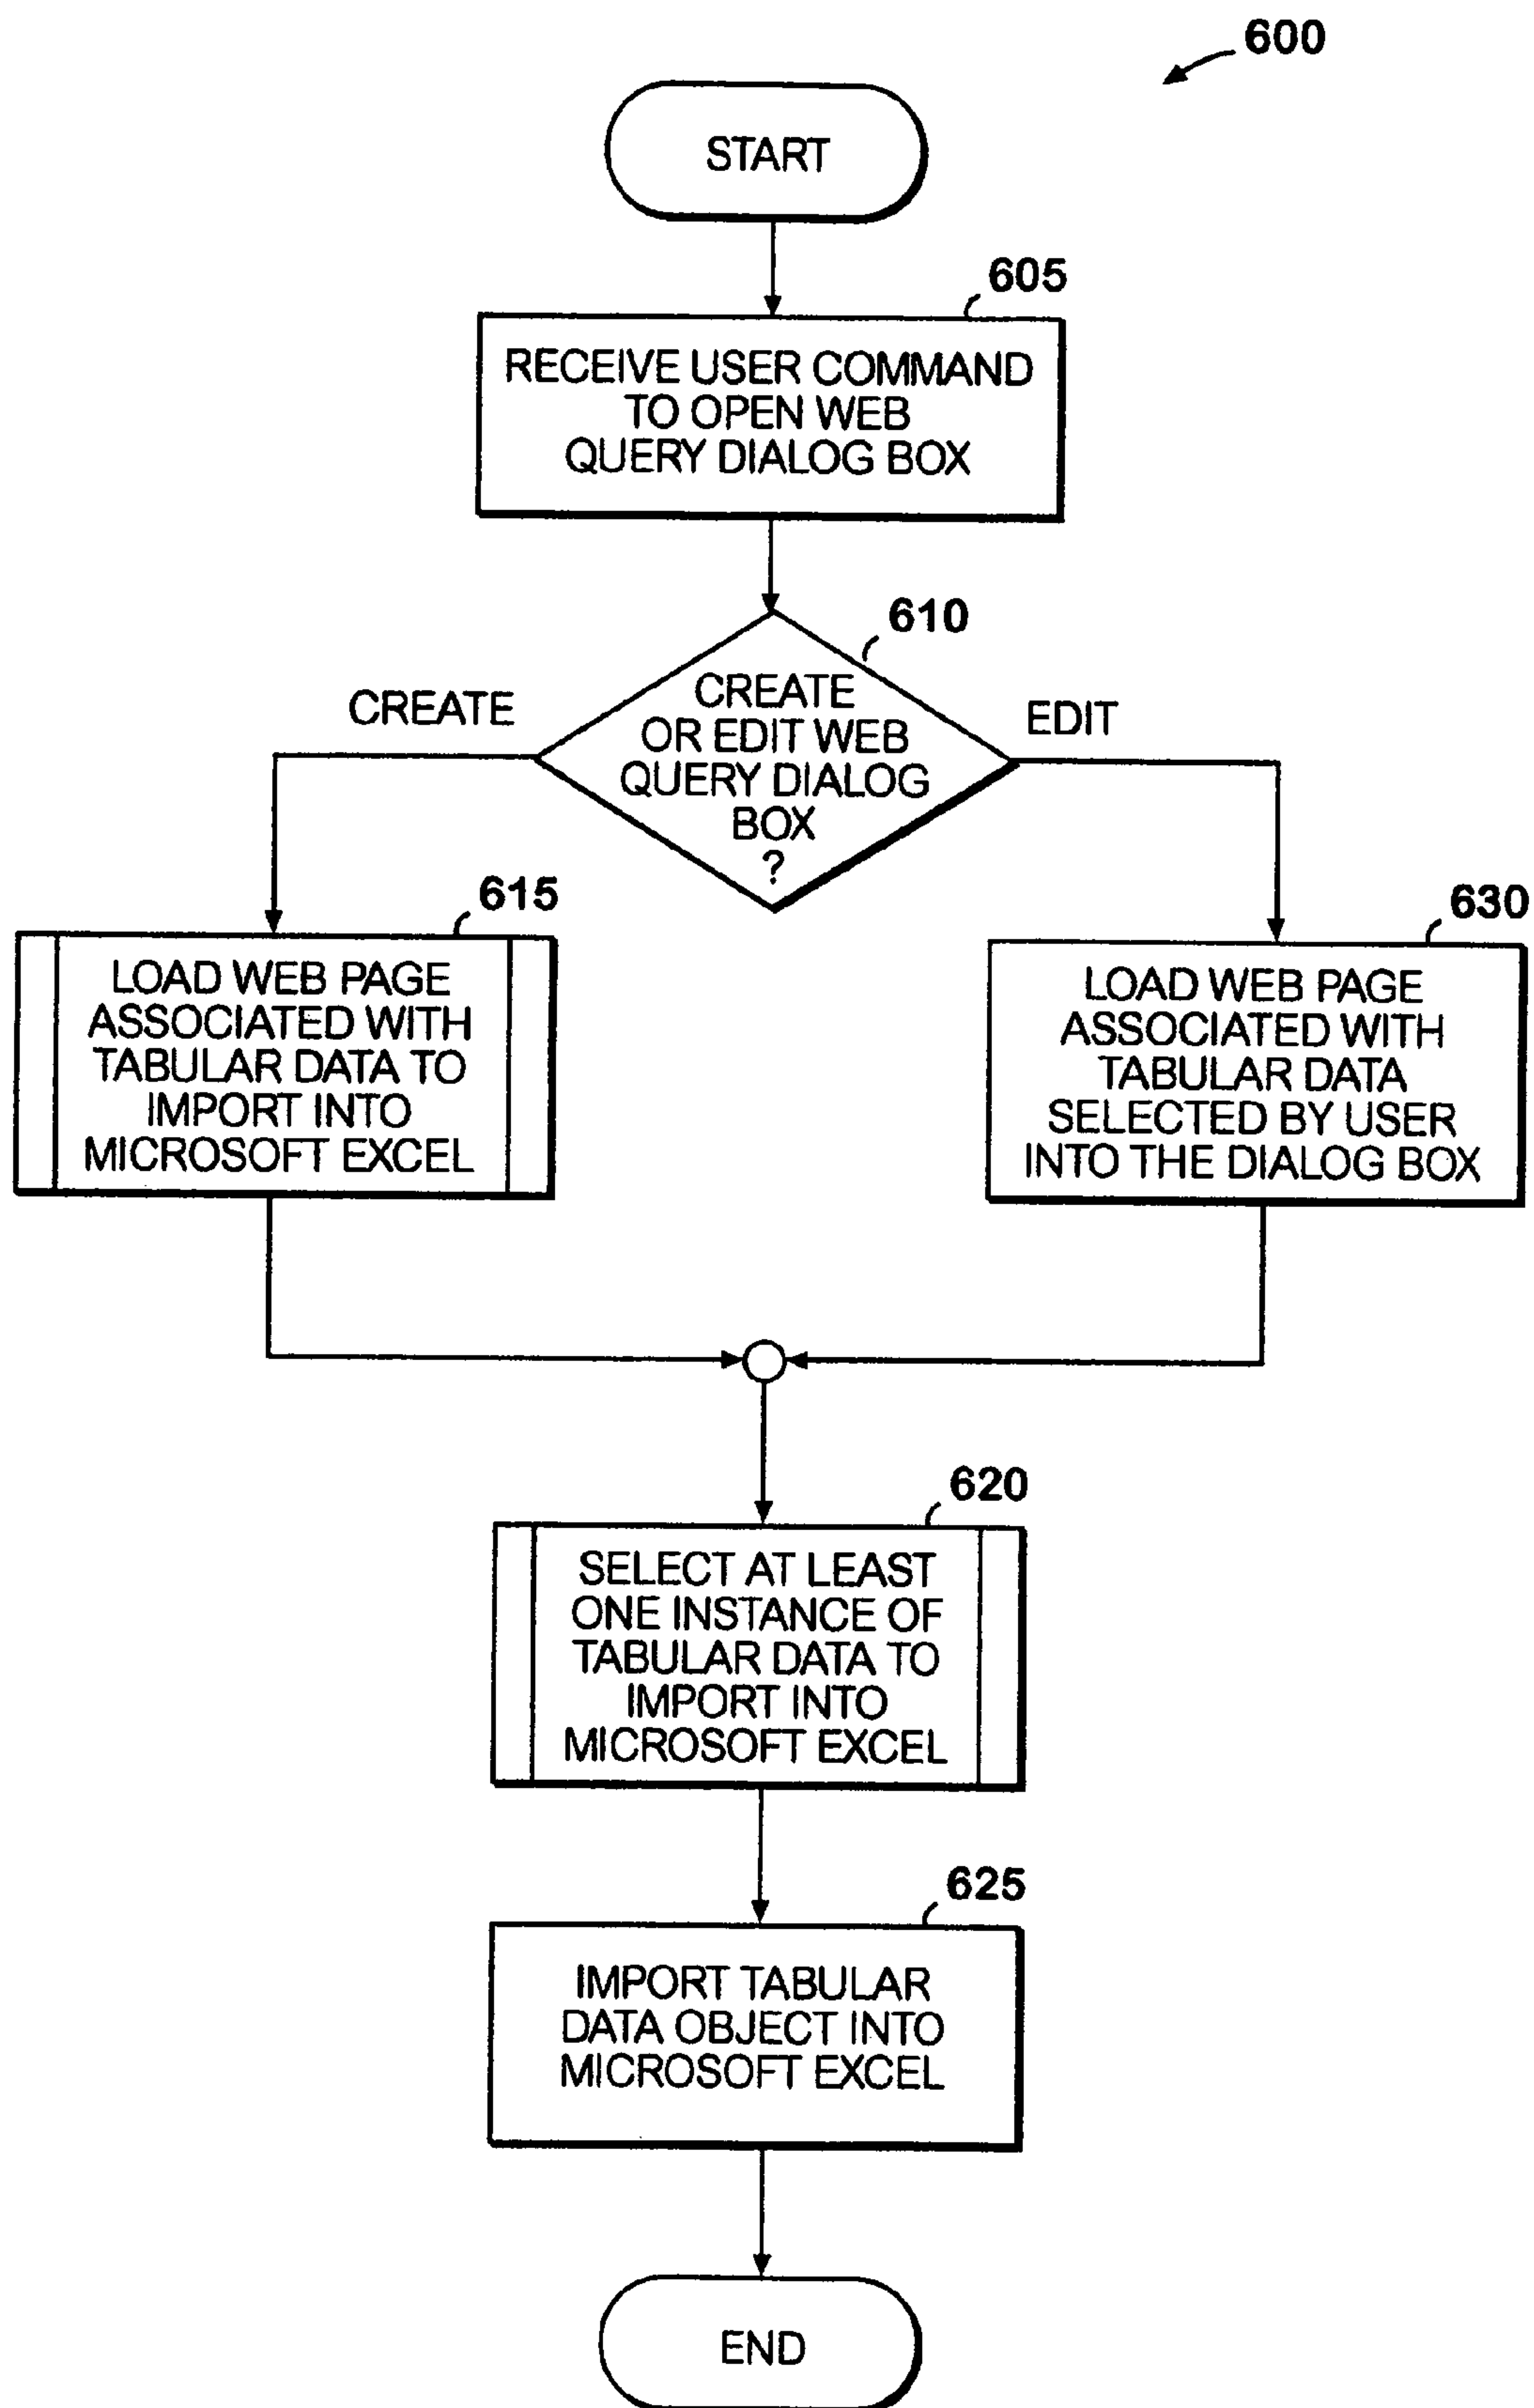 600
START
605
RECEIVE USER COMMAND
TO OPEN WEB
QUERY DIALOG BOX
610
CREATE
CREATE
OR EDIT WEB
QUERY DIALOG
BOX
?
EDIT
615
LOAD WEB PAGE
ASSOCIATED WITH
TABULAR DATA TO
IMPORT INTO
MICROSOFT EXCEL
630
LOAD WEB PAGE
ASSOCIATED WITH
TABULAR DATA
SELECTED BY USER
INTO THE DIALOG BOX
620
SELECT AT LEAST
ONE INSTANCE OF
TABULAR DATA TO
IMPORT INTO
MICROSOFT EXCEL
625
IMPORT TABULAR
DATA OBJECT INTO
MICROSOFT EXCEL
END